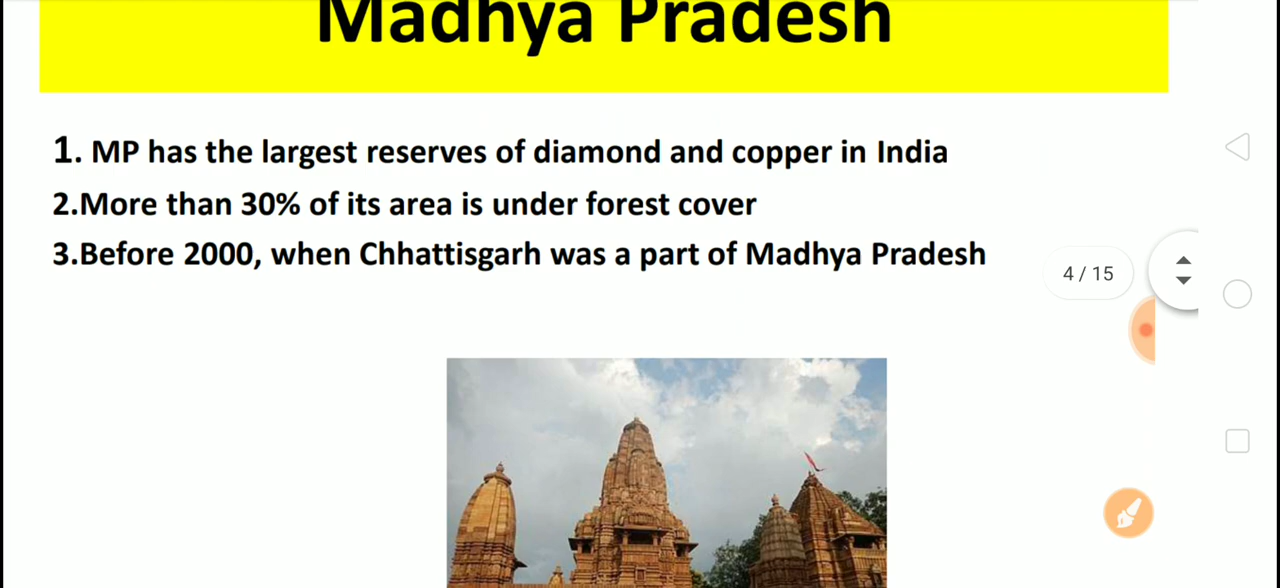 Madhya Pradesh
1. MP has the largest reserves of diamond and copper in India
2.More than 30% of its area is under forest cover
3.Before 2000, when Chhattisgarh was a part of Madhya Pradesh
4 / 15